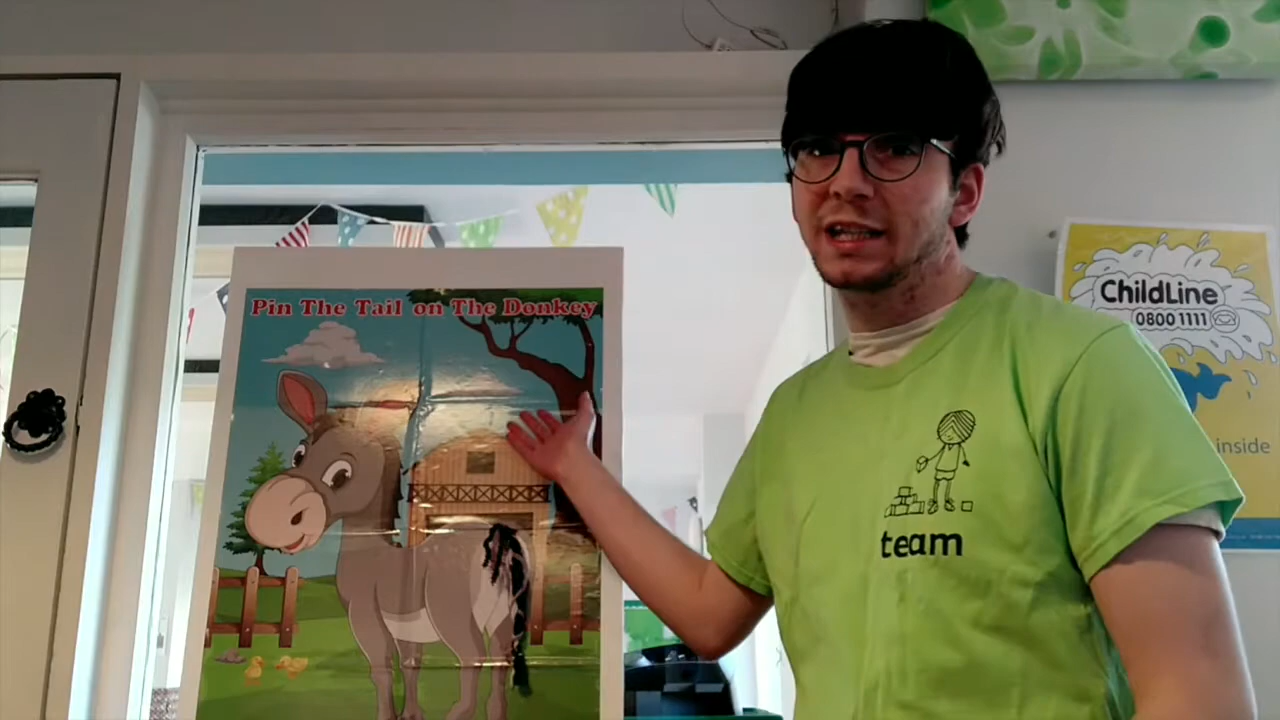 Pin The Tail on The Donkey
ChildLine
0800 1111
inside
team